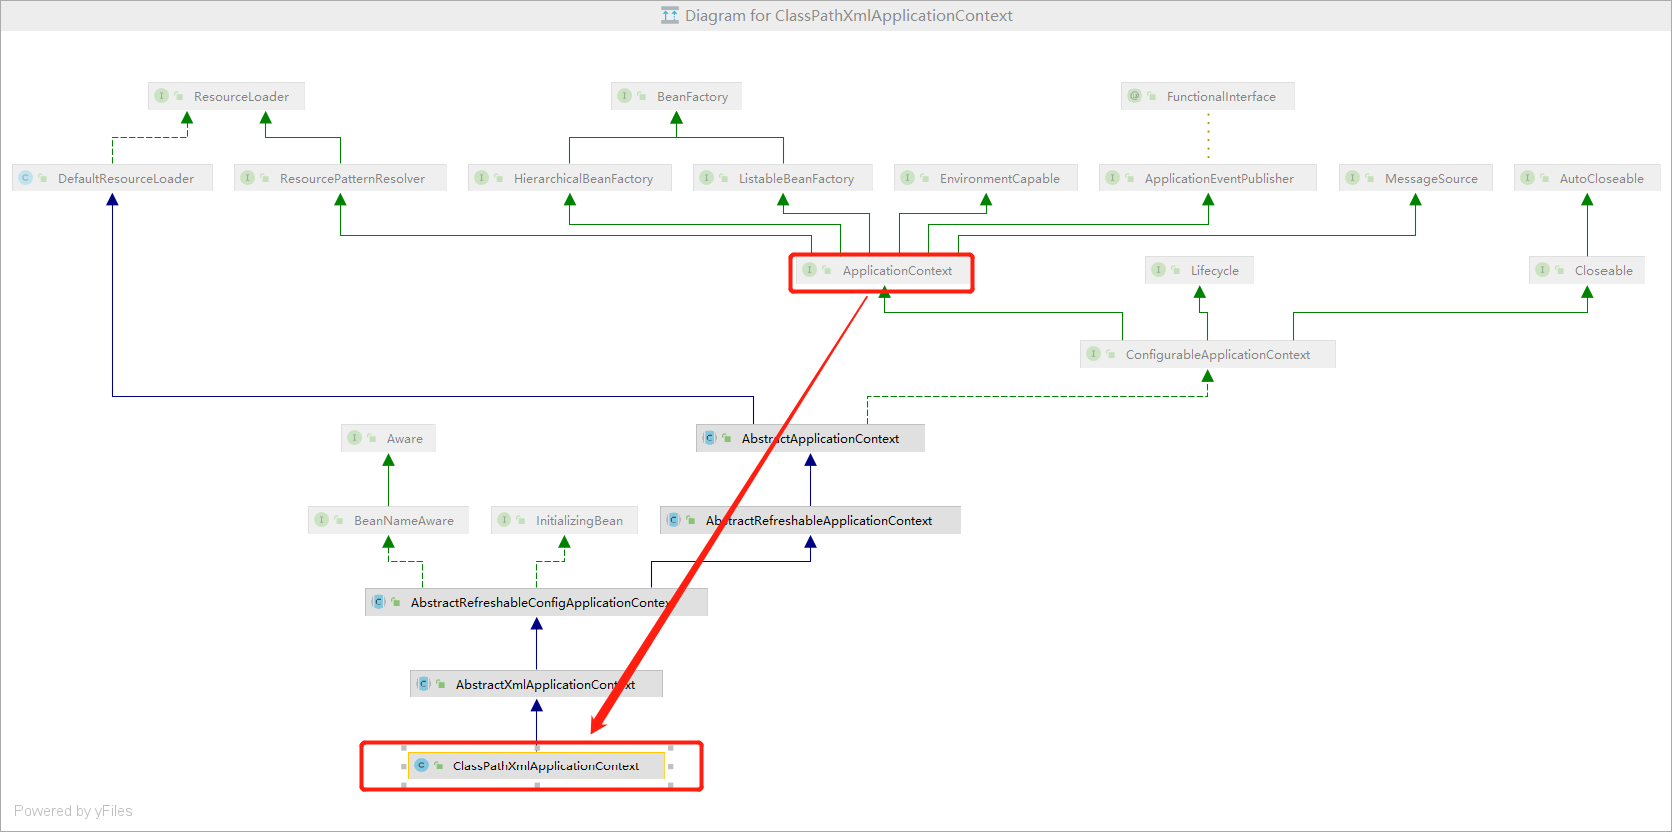 Diagram for ClassPathXmlApplicationContext
ResourceLoader
BeanFactory
FunctionalInterface
DefaultResourceLoader
ResourcePatternResolver
HierarchicalBeanFactory
ListableBeanFactory
EnvironmentCapable
ApplicationEventPublisher
MessageSource
AutoCloseable
ApplicationContext
Lifecycle
Closeable
ConfigurableApplicationContext
Aware
AbstractApplicationContext
BeanNameAware
InitializingBean
AbstractRefreshableApplicationContext
AbstractRefreshableConfigApplicationContext
AbstractXmlApplicationContext
ClassPathXmlApplicationContext
Powered by yFiles